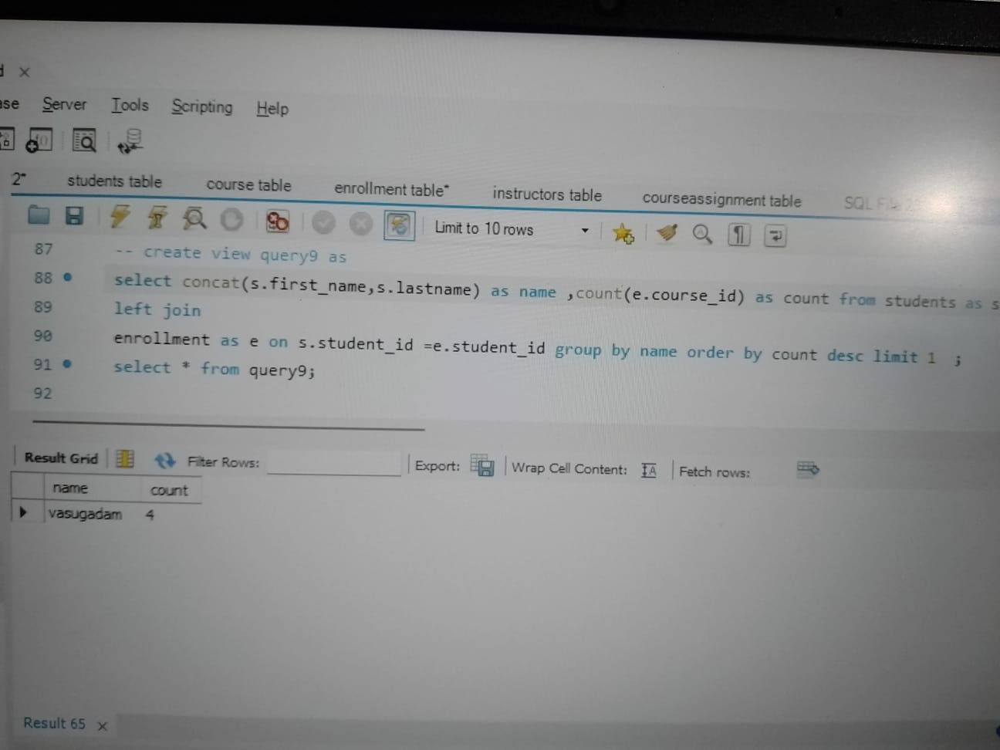 Server Tools Scripting Help
2* students table course table enrollment table* instructors table courseassignment table SQL
Limit to 10 rows
87 -- create view query9 as
88 select concat(s.first_name,s.lastname) as name ,count(e.course_id) as count from students as s
89 left join
90 enrollment as e on s.student_id =e.student_id group by name order by count desc limit 1 ;
91 select * from query9;
92
Result Grid Filter Rows: Export: Wrap Cell Content: IA Fetch rows:
name count
vasugadam 4
Result 65